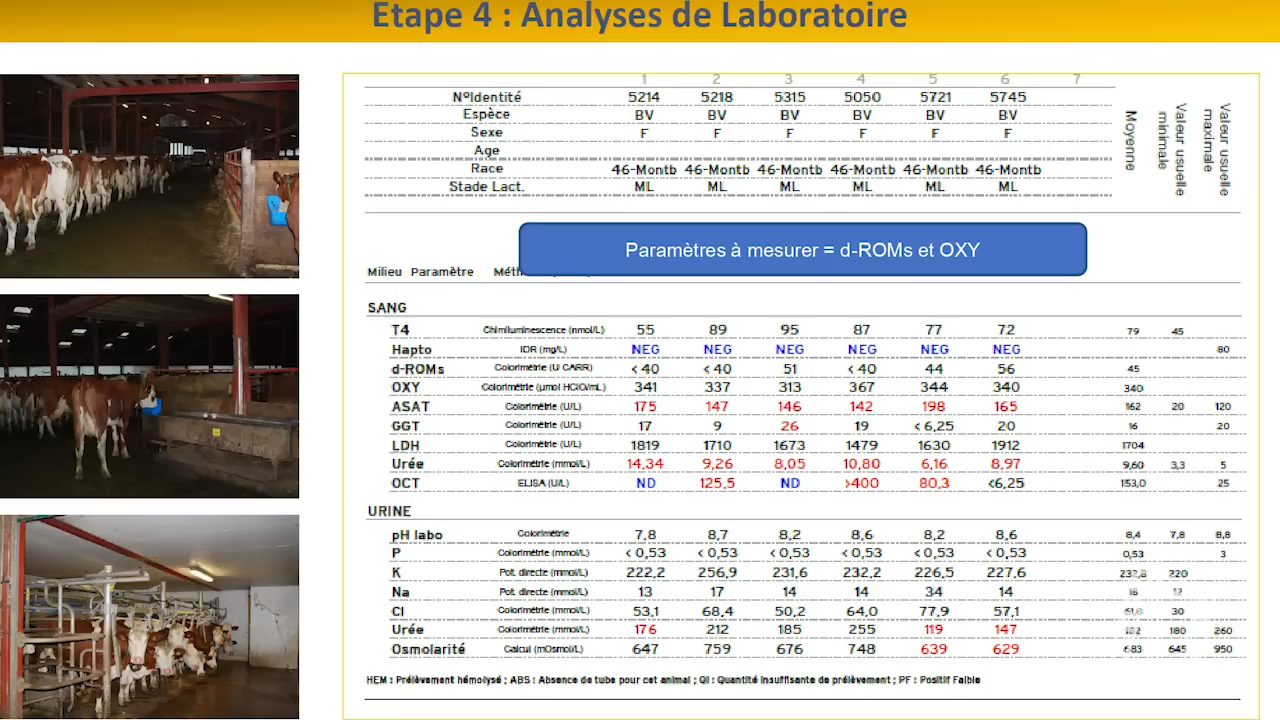 Etape 4 : Analyses de Laboratoire
1 2 3 4 5 6 7
N°Identité 5214 5218 5315 5050 5721 5745
Espèce BV BV BV BV BV BV
Sexe F F F F F F
Age
Race 46-Montb 46-Montb 46-Montb 46-Montb 46-Montb 46-Montb
Stade Lact. ML ML ML ML ML ML
Moyenne
Valeur usuelle minimale
Valeur usuelle maximale
Paramètres à mesurer = d-ROMs et OXY
Milieu Paramètre
SANG
T4 Chimiluminescence (nmol/L) 55 89 95 87 77 72 79 45
Hapto IDR (mg/L) NEG NEG NEG NEG NEG NEG 80
d-ROMs Colorimétrie (U CARR) < 40 < 40 51 < 40 44 56 45
OXY Colorimétrie (µmol HClO/mL) 341 337 313 367 344 340 340
ASAT Colorimétrie (U/L) 175 147 146 142 198 165 162 20 120
GGT Colorimétrie (U/L) 17 9 26 19 < 6,25 20 16 20
LDH Colorimétrie (U/L) 1819 1710 1673 1479 1630 1912 1704
Urée Colorimétrie (mmol/L) 14,34 9,26 8,05 10,80 6,16 8,97 9,60 3,3 5
OCT ELISA (U/L) ND 125,5 ND >400 80,3 <6,25 153,0 25
URINE
pH labo Colorimétrie 7,8 8,7 8,2 8,6 8,2 8,6 8,4 7,8 8,8
P Colorimétrie (mmol/L) < 0,53 < 0,53 < 0,53 < 0,53 < 0,53 < 0,53 0,53 3
K Pot. directe (mmol/L) 222,2 256,9 231,6 232,2 226,5 227,6 232,8 220
Na Pot. directe (mmol/L) 13 17 14 14 34 14 12
Cl Colorimétrie (mmol/L) 53,1 68,4 50,2 64,0 77,9 57,1 61,8 30
Urée Colorimétrie (mmol/L) 176 212 185 255 119 147 182 180 260
Osmolarité Calcul (mOsmol/L) 647 759 676 748 639 629 683 645 950
HEM : Prélèvement hémolysé ; ABS : Absence de tube pour cet animal ; QI : Quantité insuffisante de prélèvement ; PF : Positif Faible